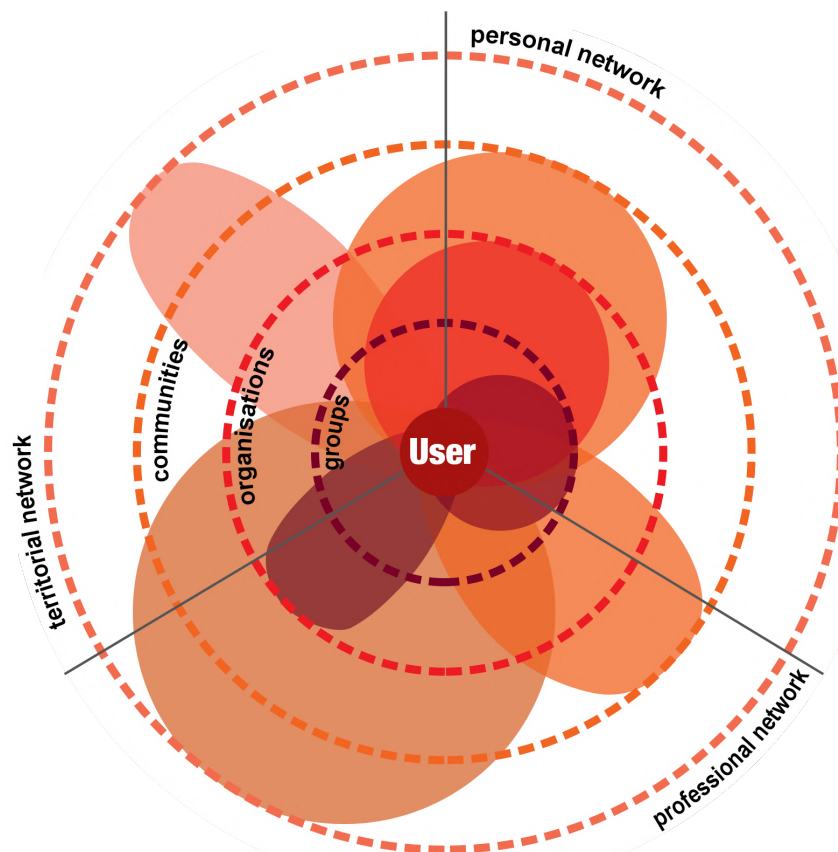 personal network
communities
organisations
groups
User
territorial network
professional network